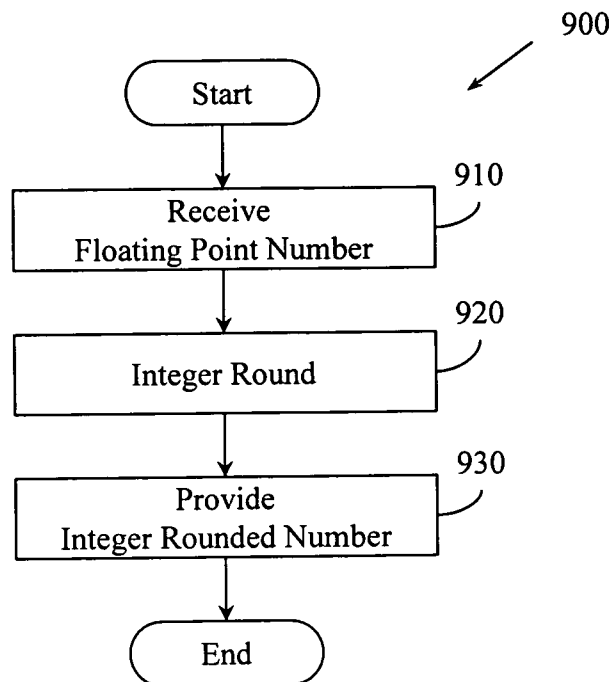 900
Start
910
Receive
Floating Point Number
920
Integer Round
930
Provide
Integer Rounded Number
End